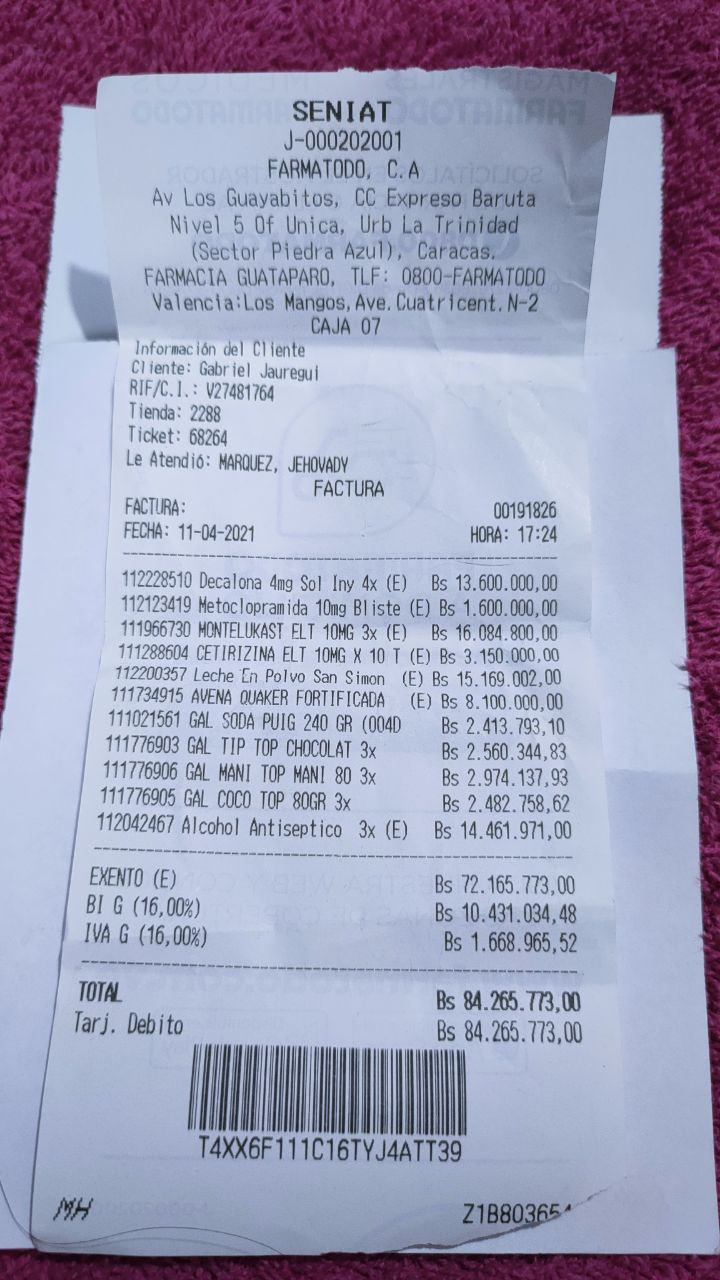 SENIAT
J-000202001
FARMATODO, C.A
Av Los Guayabitos, CC Expreso Baruta
Nivel 5 Of Unica, Urb La Trinidad
(Sector Piedra Azul), Caracas.
FARMACIA GUATAPARO, TLF: 0800-FARMATODO
Valencia:Los Mangos,Ave.Cuatricent.N-2
CAJA 07
Información del Cliente
Cliente: Gabriel Jauregui
RIF/C.I.: V27481764
Tienda: 2288
Ticket: 68264
Le Atendió: MARQUEZ, JEHOVADY
FACTURA
FACTURA: 00191826
FECHA: 11-04-2021 HORA: 17:24
112228510 Decalona 4mg Sol Iny 4x (E) Bs 13.600.000,00
112123419 Metoclopramida 10mg Bliste (E) Bs 1.600.000,00
111966730 MONTELUKAST ELT 10MG 3x (E) Bs 16.084.800,00
111288604 CETIRIZINA ELT 10MG X 10 T (E) Bs 3.150.000,00
112200357 Leche En Polvo San Simon (E) Bs 15.169.002,00
111734915 AVENA QUAKER FORTIFICADA (E) Bs 8.100.000,00
111021561 GAL SODA PUIG 240 GR (004D Bs 2.413.793,10
111776903 GAL TIP TOP CHOCOLAT 3x Bs 2.560.344,83
111776906 GAL MANI TOP MANI 80 3x Bs 2.974.137,93
111776905 GAL COCO TOP 80GR 3x Bs 2.482.758,62
112042467 Alcohol Antiseptico 3x (E) Bs 14.461.971,00
EXENTO (E) Bs 72.165.773,00
BI G (16,00%) Bs 10.431.034,48
IVA G (16,00%) Bs 1.668.965,52
TOTAL Bs 84.265.773,00
Tarj. Debito Bs 84.265.773,00
T4XX6F111C16TYJ4ATT39
MH